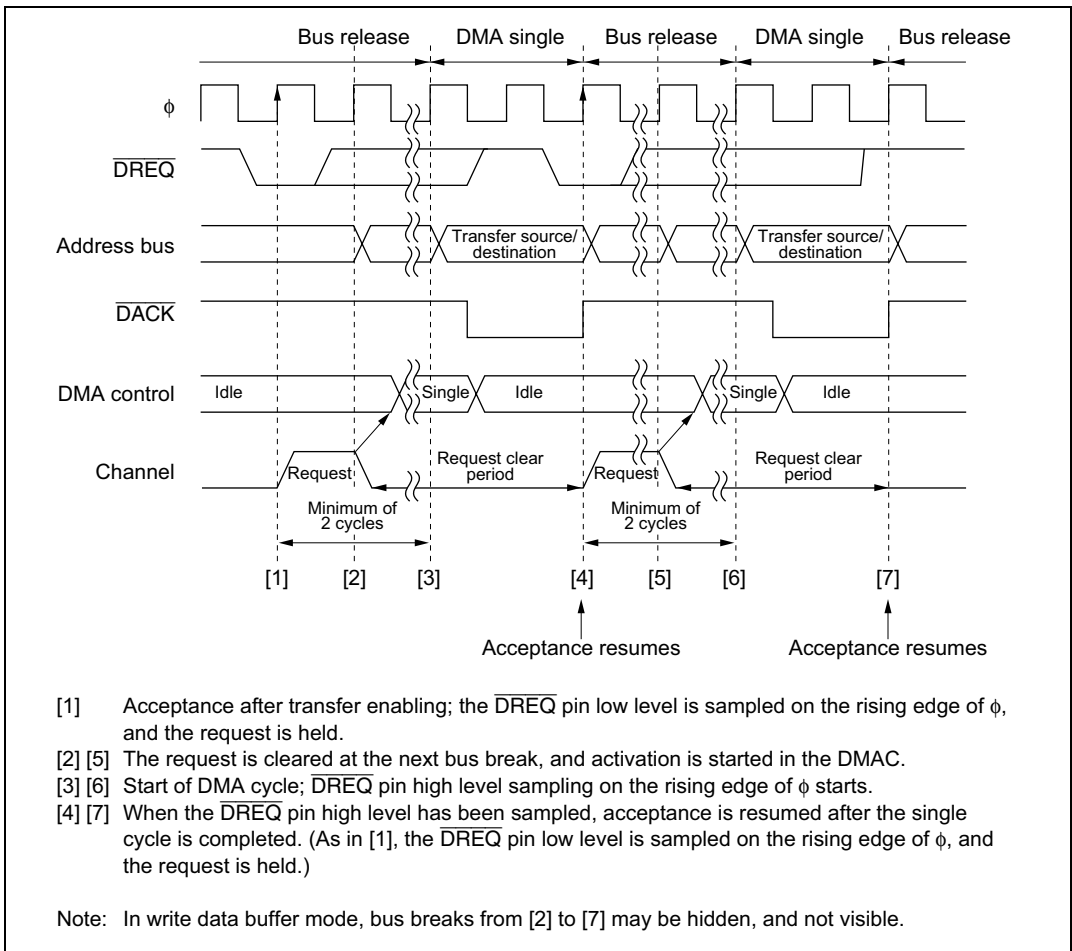 Bus release DMA single Bus release DMA single Bus release
ϕ
DREQ
Address bus Transfer source/ Transfer source/
destination destination
DACK
DMA control Idle Single Idle Single Idle
Channel Request Request clear Request Request clear
period period
Minimum of Minimum of
2 cycles 2 cycles
[1] [2] [3] [4] [5] [6] [7]
Acceptance resumes Acceptance resumes
[1] Acceptance after transfer enabling; the DREQ pin low level is sampled on the rising edge of ϕ,
and the request is held.
[2] [5] The request is cleared at the next bus break, and activation is started in the DMAC.
[3] [6] Start of DMA cycle; DREQ pin high level sampling on the rising edge of ϕ starts.
[4] [7] When the DREQ pin high level has been sampled, acceptance is resumed after the single
cycle is completed. (As in [1], the DREQ pin low level is sampled on the rising edge of ϕ, and
the request is held.)
Note: In write data buffer mode, bus breaks from [2] to [7] may be hidden, and not visible.